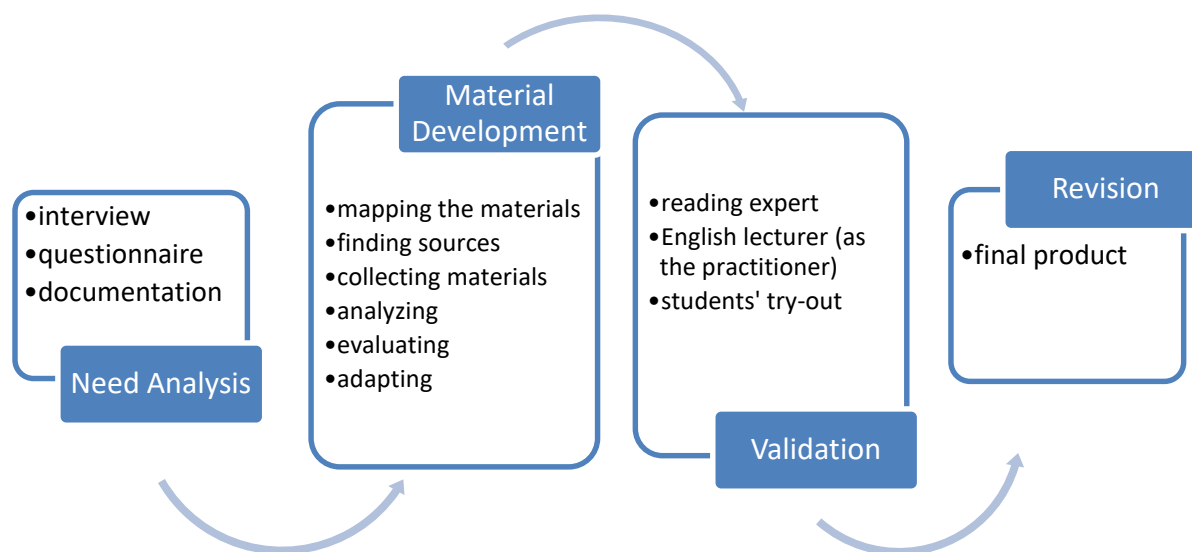 •interview
•questionnaire
•documentation
Need Analysis
Material
Development
•mapping the materials
•finding sources
•collecting materials
•analyzing
•evaluating
•adapting
•reading expert
•English lecturer (as
the practitioner)
•students' try-out
Validation
Revision
•final product